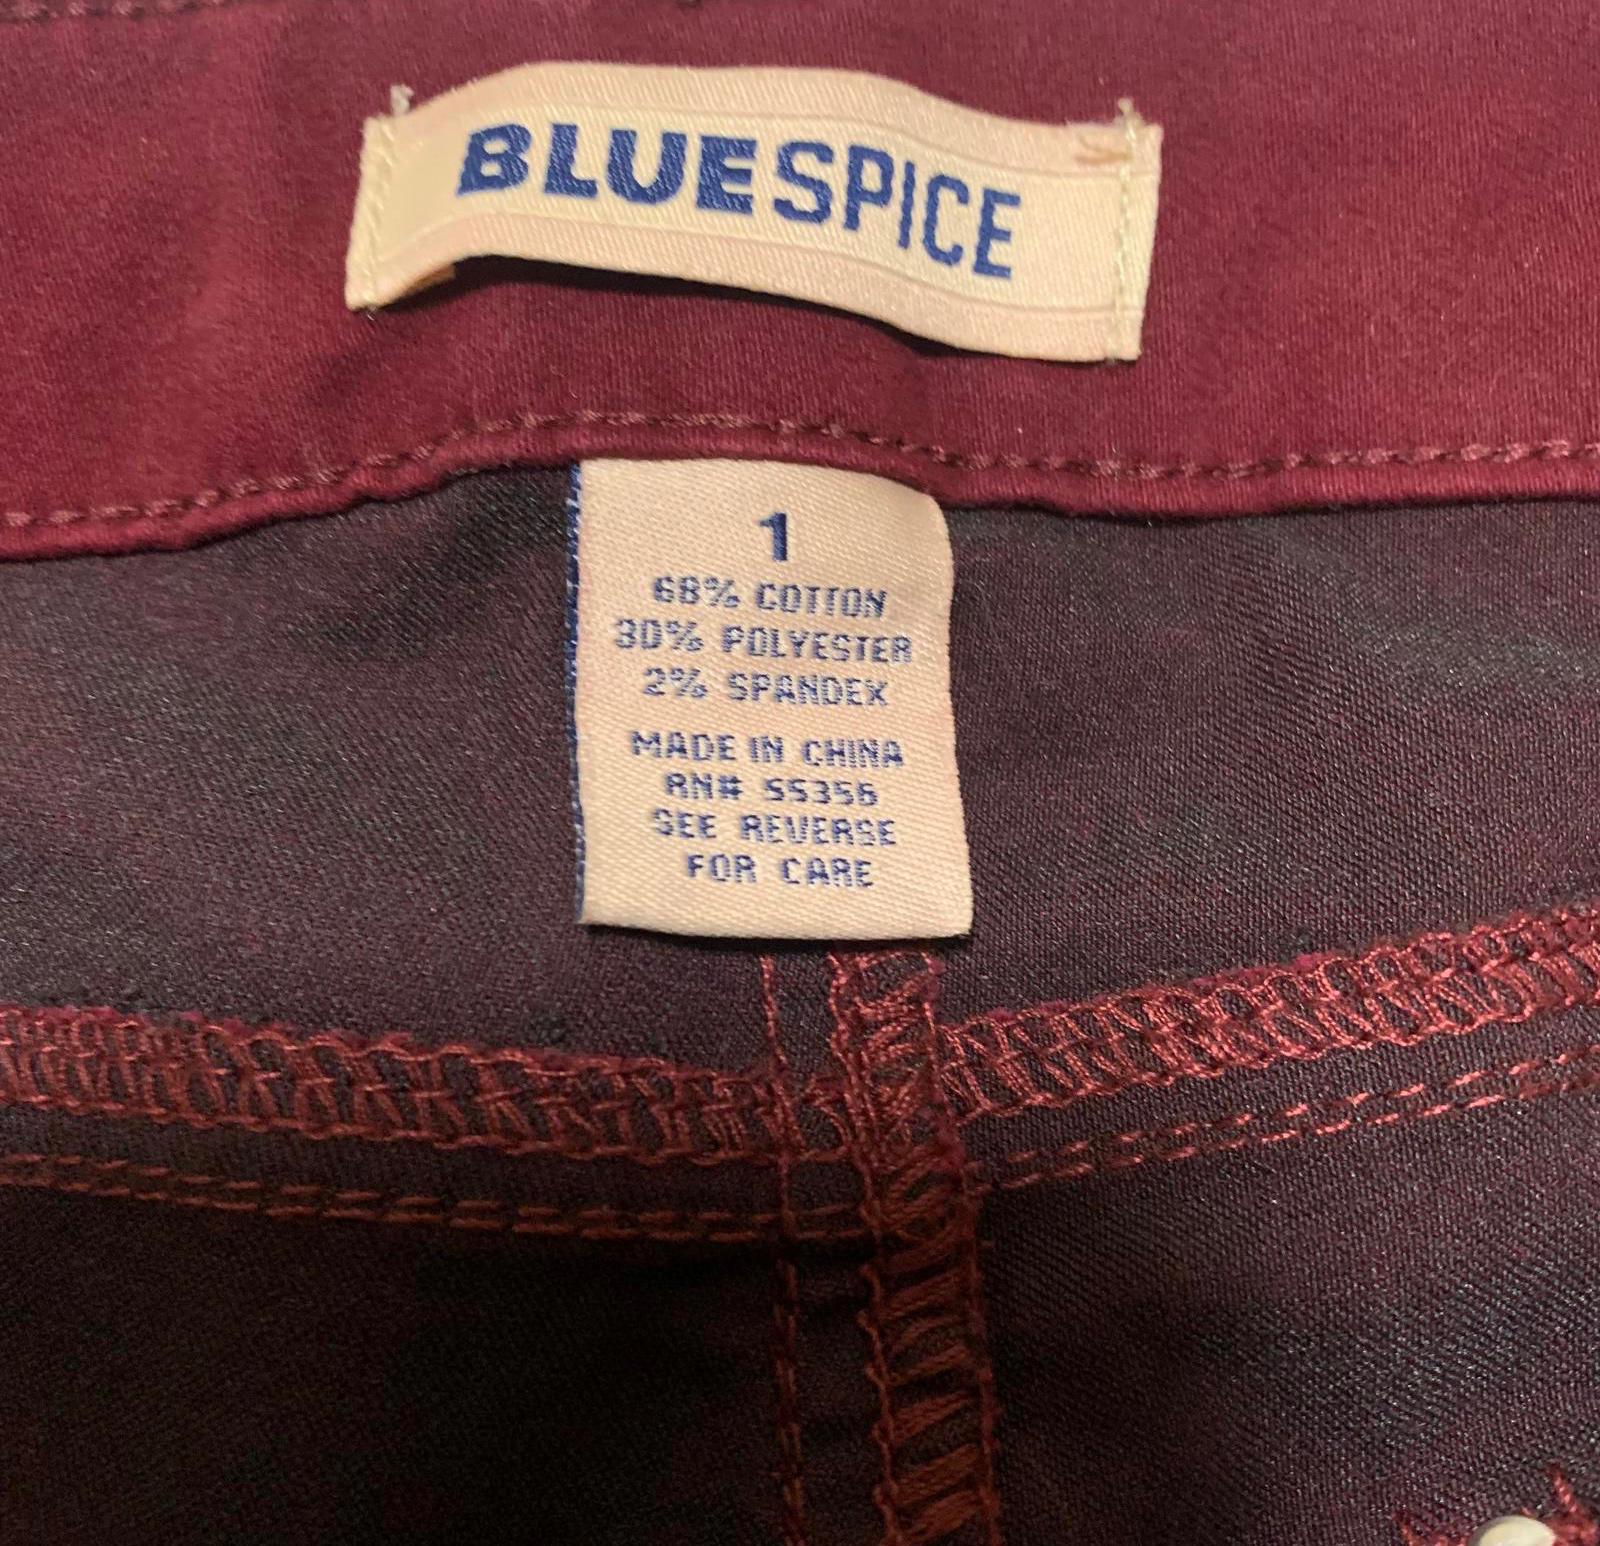 BLUESPICE
1
68% COTTON
30% POLYESTER
2% SPANDEX
MADE IN CHINA
RN# 55356
SEE REVERSE
FOR CARE